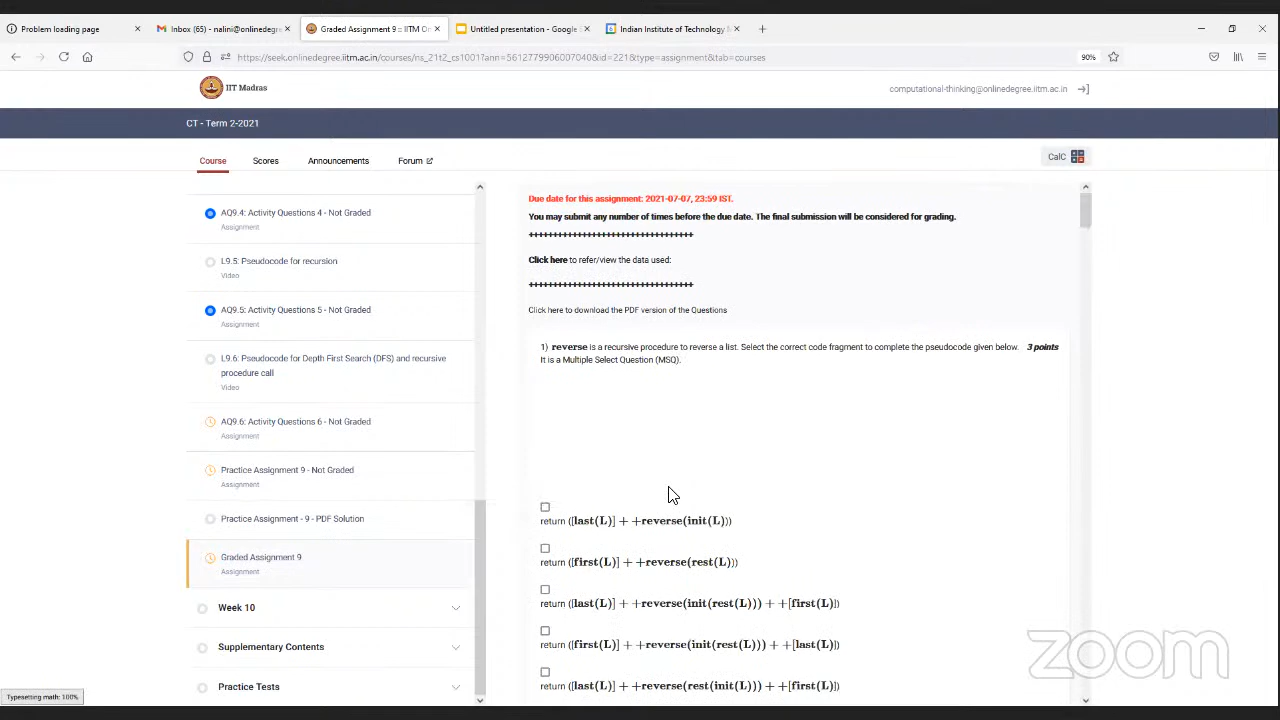 Problem loading page
Inbox (65) - nalini@onlinedegre
Graded Assignment 9 :: IITM On
Untitled presentation - Google
Indian Institute of Technology
https://seek.onlinedegree.iitm.ac.in/courses/ns_21t2_cs1001?ann=5612779906007040&id=221&type=assignment&tab=courses
90%
IIT Madras
computational-thinking@onlinedegree.iitm.ac.in
CT - Term 2-2021
Course
Scores
Announcements
Forum
CalC
AQ9.4: Activity Questions 4 - Not Graded
Assignment
L9.5: Pseudocode for recursion
Video
AQ9.5: Activity Questions 5 - Not Graded
Assignment
L9.6: Pseudocode for Depth First Search (DFS) and recursive
procedure call
Video
AQ9.6: Activity Questions 6 - Not Graded
Assignment
Practice Assignment 9 - Not Graded
Assignment
Practice Assignment - 9 - PDF Solution
Graded Assignment 9
Assignment
Week 10
Supplementary Contents
Practice Tests
Due date for this assignment: 2021-07-07, 23:59 IST.
You may submit any number of times before the due date. The final submission will be considered for grading.
++++++++++++++++++++++++++++++++++
Click here to refer/view the data used:
++++++++++++++++++++++++++++++++++
Click here to download the PDF version of the Questions
1) reverse is a recursive procedure to reverse a list. Select the correct code fragment to complete the pseudocode given below. 3 points
It is a Multiple Select Question (MSQ).
return ([last(L)] + +reverse(init(L)))
return ([first(L)] + +reverse(rest(L)))
return ([last(L)] + +reverse(init(rest(L))) + +[first(L)])
return ([first(L)] + +reverse(init(rest(L))) + +[last(L)])
return ([last(L)] + +reverse(rest(init(L))) + +[first(L)])
zoom
Typesetting math: 100%